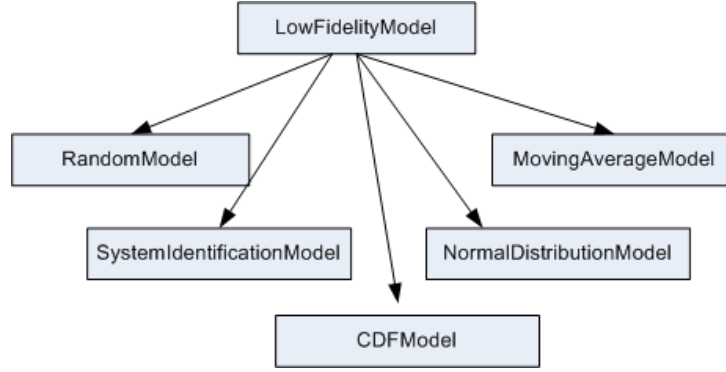 LowFidelityModel
RandomModel
MovingAverageModel
SystemIdentificationModel
NormalDistributionModel
CDFModel